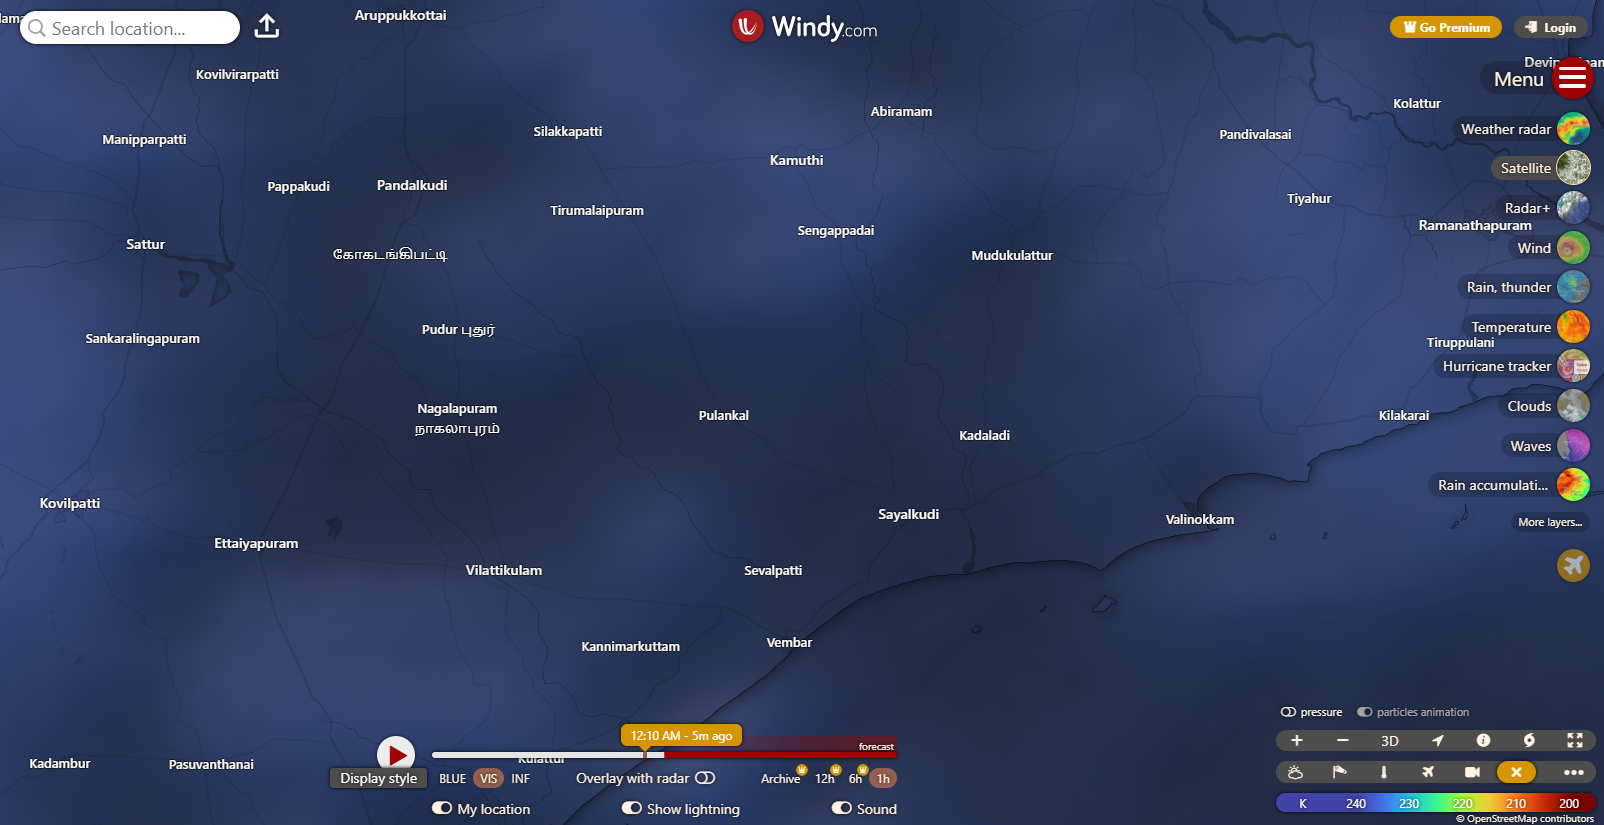 Search location...
Aruppukkottai
Windy.com
Go Premium
Login
Menu
Kovilvirarpatti
Kolattur
Abiramam
Weather radar
Silakkapatti
Pandivalasai
Manipparpatti
Kamuthi
Satellite
Pappakudi
Pandalkudi
Tiyahur
Radar+
Tirumalaipuram
Ramanathapuram
Sengappadai
Sattur
Wind
கோகடங்கிபட்டி
Mudukulattur
Rain, thunder
Pudur புதுர்
Temperature
Sankaralingapuram
Tiruppulani
Hurricane tracker
Nagalapuram
நாகலாபுரம்
Clouds
Pulankal
Kilakarai
Kadaladi
Waves
Rain accumulati...
Kovilpatti
Sayalkudi
Valinokkam
More layers...
Ettaiyapuram
Vilattikulam
Sevalpatti
Vembar
Kannimarkuttam
pressure
particles animation
12:10 AM - 5m ago
forecast
3D
Kadambur
Pasuvanthanai
Kulattur
Display style
BLUE
VIS
INF
Overlay with radar
Archive
12h
6h
1h
My location
Show lightning
Sound
K 240 230 220 210 200
© OpenStreetMap contributors